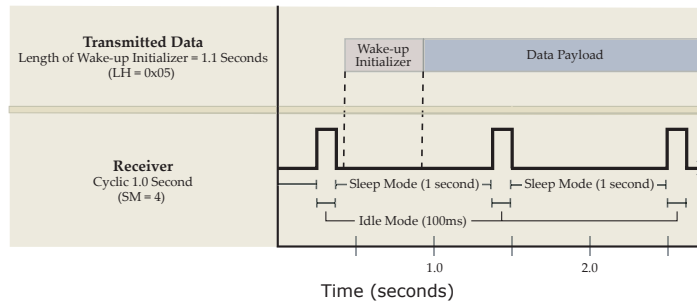 Transmitted Data
Length of Wake-up Initializer = 1.1 Seconds
(LH = 0x05)
Wake-up
Initializer
Data Payload
Receiver
Cyclic 1.0 Second
(SM = 4)
Sleep Mode (1 second)
Sleep Mode (1 second)
Idle Mode (100ms)
1.0
2.0
Time (seconds)